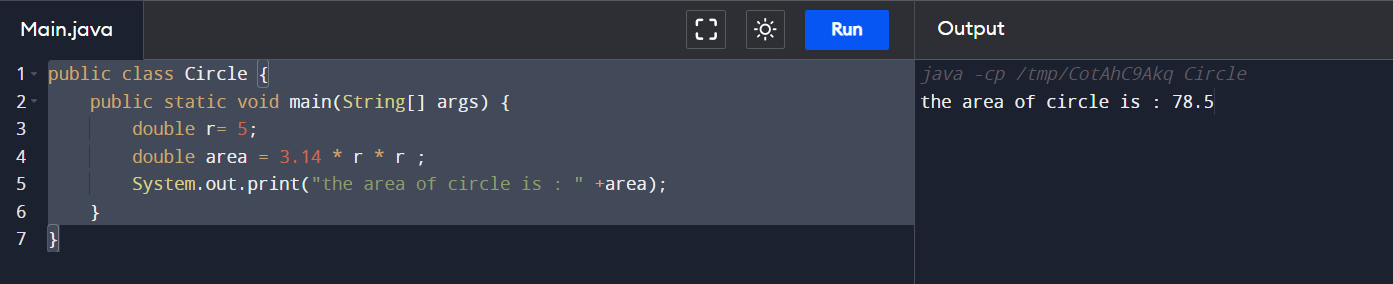 Main.java
Run
Output
1 public class Circle {
2     public static void main(String[] args) {
3         double r= 5;
4         double area = 3.14 * r * r ;
5         System.out.print("the area of circle is : " +area);
6     }
7 }
java -cp /tmp/CotAhC9Akq Circle
the area of circle is : 78.5